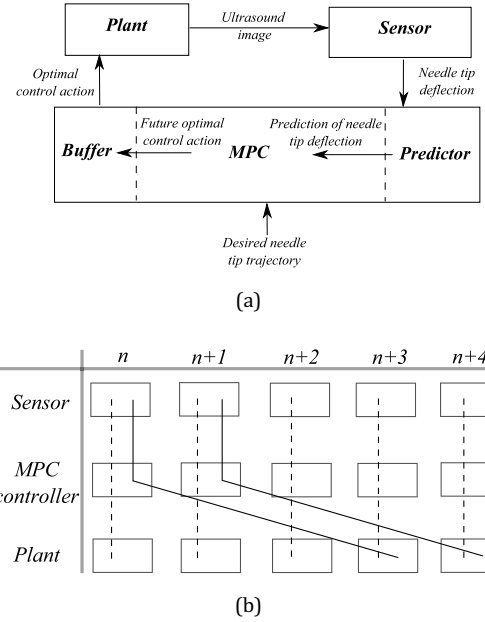 Plant
Ultrasound
image
Sensor
Optimal
control action
Needle tip
deflection
Buffer
Future optimal
control action
MPC
Prediction of needle
tip deflection
Predictor
Desired needle
tip trajectory
(a)
n n+1 n+2 n+3 n+4
Sensor
MPC
controller
Plant
(b)